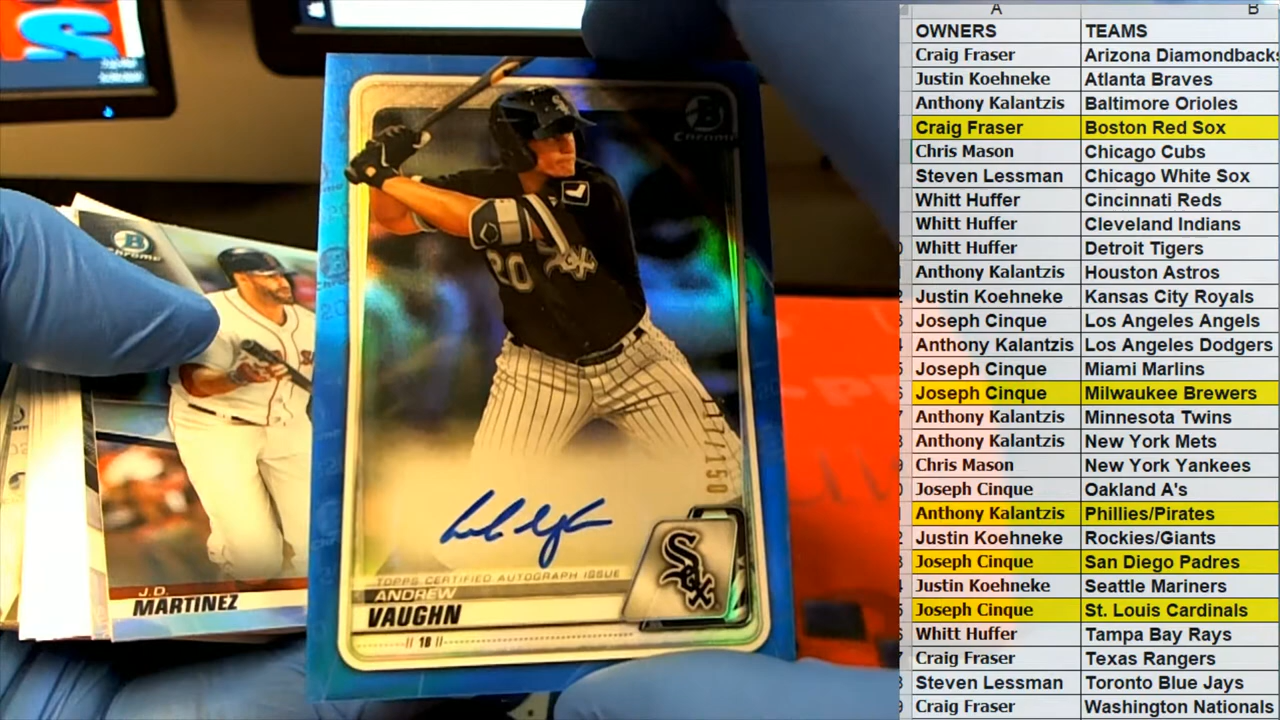 A B
OWNERS TEAMS
Craig Fraser Arizona Diamondbacks
Justin Koehneke Atlanta Braves
Anthony Kalantzis Baltimore Orioles
Craig Fraser Boston Red Sox
Chris Mason Chicago Cubs
Steven Lessman Chicago White Sox
Whitt Huffer Cincinnati Reds
Whitt Huffer Cleveland Indians
Whitt Huffer Detroit Tigers
Anthony Kalantzis Houston Astros
Justin Koehneke Kansas City Royals
Joseph Cinque Los Angeles Angels
Anthony Kalantzis Los Angeles Dodgers
Joseph Cinque Miami Marlins
Joseph Cinque Milwaukee Brewers
Anthony Kalantzis Minnesota Twins
Anthony Kalantzis New York Mets
Chris Mason New York Yankees
Joseph Cinque Oakland A's
Anthony Kalantzis Phillies/Pirates
Justin Koehneke Rockies/Giants
Joseph Cinque San Diego Padres
Justin Koehneke Seattle Mariners
Joseph Cinque St. Louis Cardinals
Whitt Huffer Tampa Bay Rays
Craig Fraser Texas Rangers
Steven Lessman Toronto Blue Jays
Craig Fraser Washington Nationals
B
Chrome
Sox
20
Sox
TOPPS CERTIFIED AUTOGRAPH ISSUE
ANDREW
VAUGHN
1B
Sox
B
CHROME
J.D.
MARTINEZ